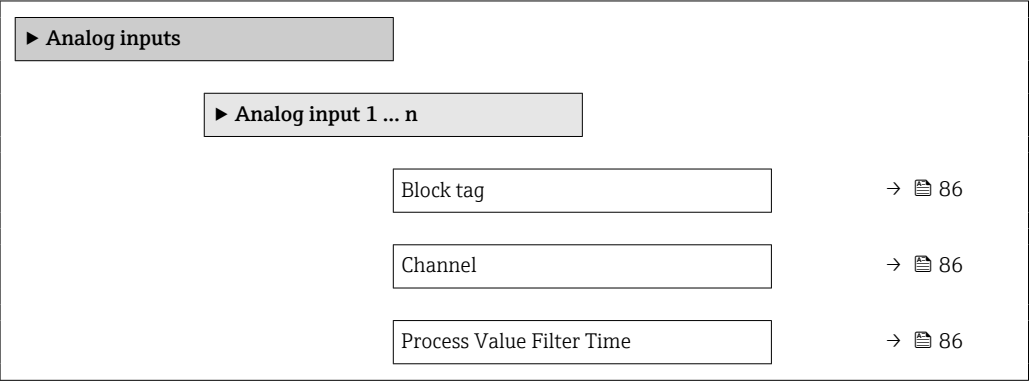 ▶ Analog inputs
▶ Analog input 1 … n
Block tag → 86
Channel → 86
Process Value Filter Time → 86